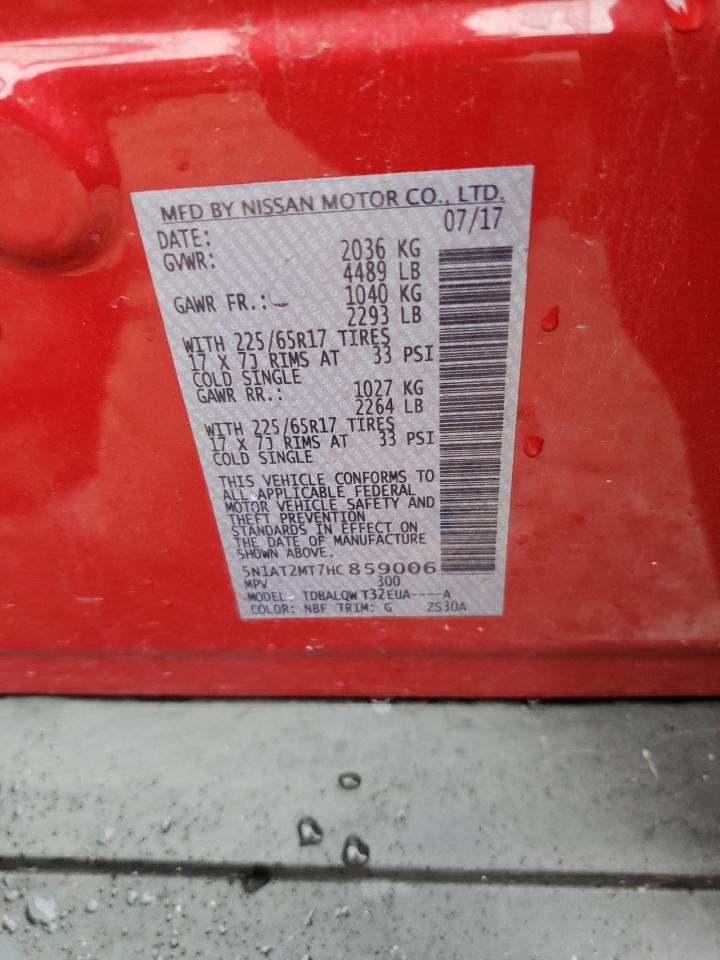 MFD BY NISSAN MOTOR CO., LTD.
DATE: 07/17
GVWR: 2036 KG
4489 LB
GAWR FR.: 1040 KG
2293 LB
WITH 225/65R17 TIRES
17 X 7J RIMS AT 33 PSI
COLD SINGLE
GAWR RR.: 1027 KG
2264 LB
WITH 225/65R17 TIRES
17 X 7J RIMS AT 33 PSI
COLD SINGLE
THIS VEHICLE CONFORMS TO
ALL APPLICABLE FEDERAL
MOTOR VEHICLE SAFETY AND
THEFT PREVENTION
STANDARDS IN EFFECT ON
THE DATE OF MANUFACTURE
SHOWN ABOVE.
5N1AT2MT7HC859006
MPV 300
MODEL: TDBALQW T32EUA----A
COLOR: NBF TRIM: G ZS30A